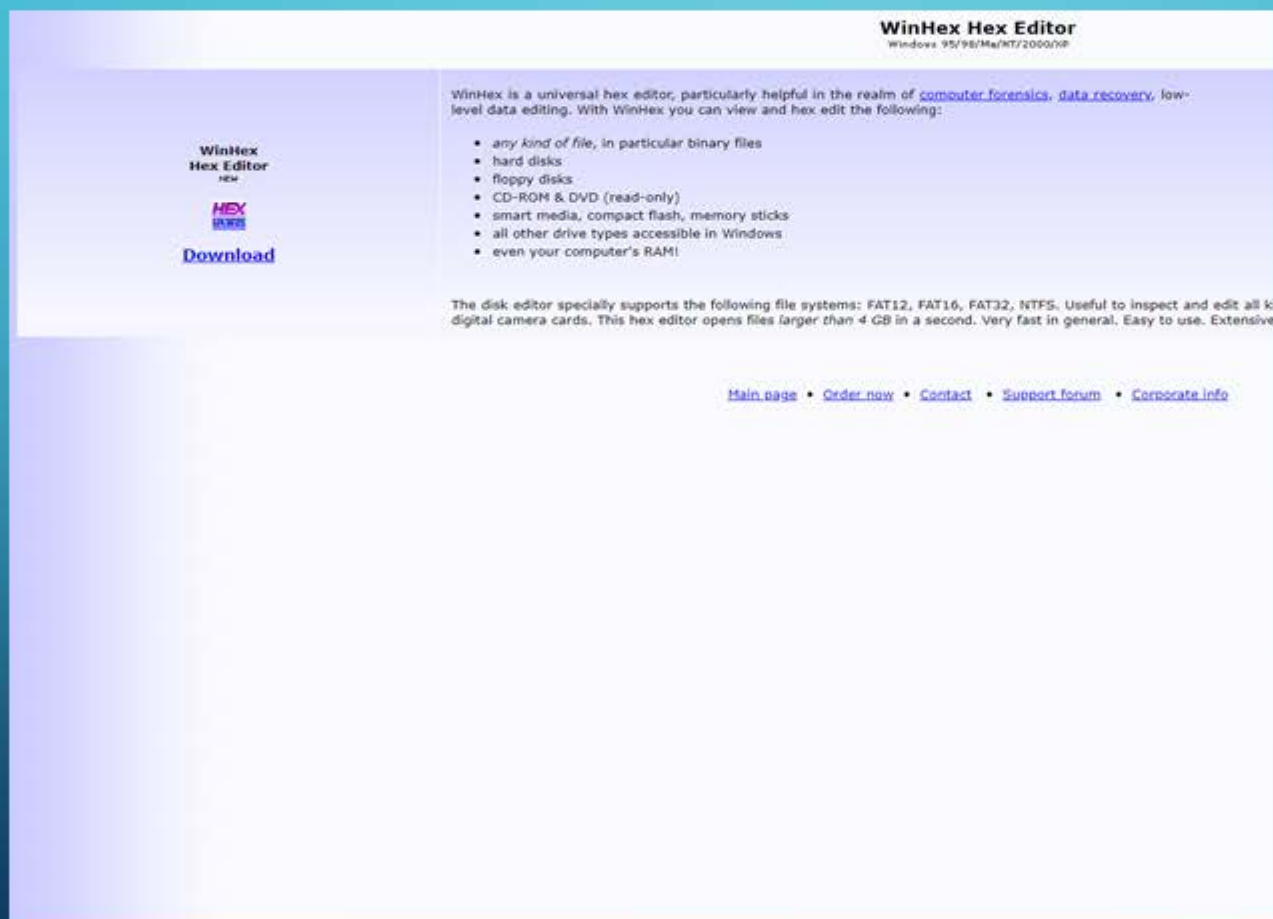 WinHex Hex Editor
Windows 95/98/Me/NT/2000/XP
WinHex
Hex Editor
NEW
HEX
Download
WinHex is a universal hex editor, particularly helpful in the realm of computer forensics, data recovery, low-
level data editing. With WinHex you can view and hex edit the following:
• any kind of file, in particular binary files
• hard disks
• floppy disks
• CD-ROM & DVD (read-only)
• smart media, compact flash, memory sticks
• all other drive types accessible in Windows
• even your computer's RAM!
The disk editor specially supports the following file systems: FAT12, FAT16, FAT32, NTFS. Useful to inspect and edit all k
digital camera cards. This hex editor opens files larger than 4 GB in a second. Very fast in general. Easy to use. Extensive
Main page • Order now • Contact • Support forum • Corporate info